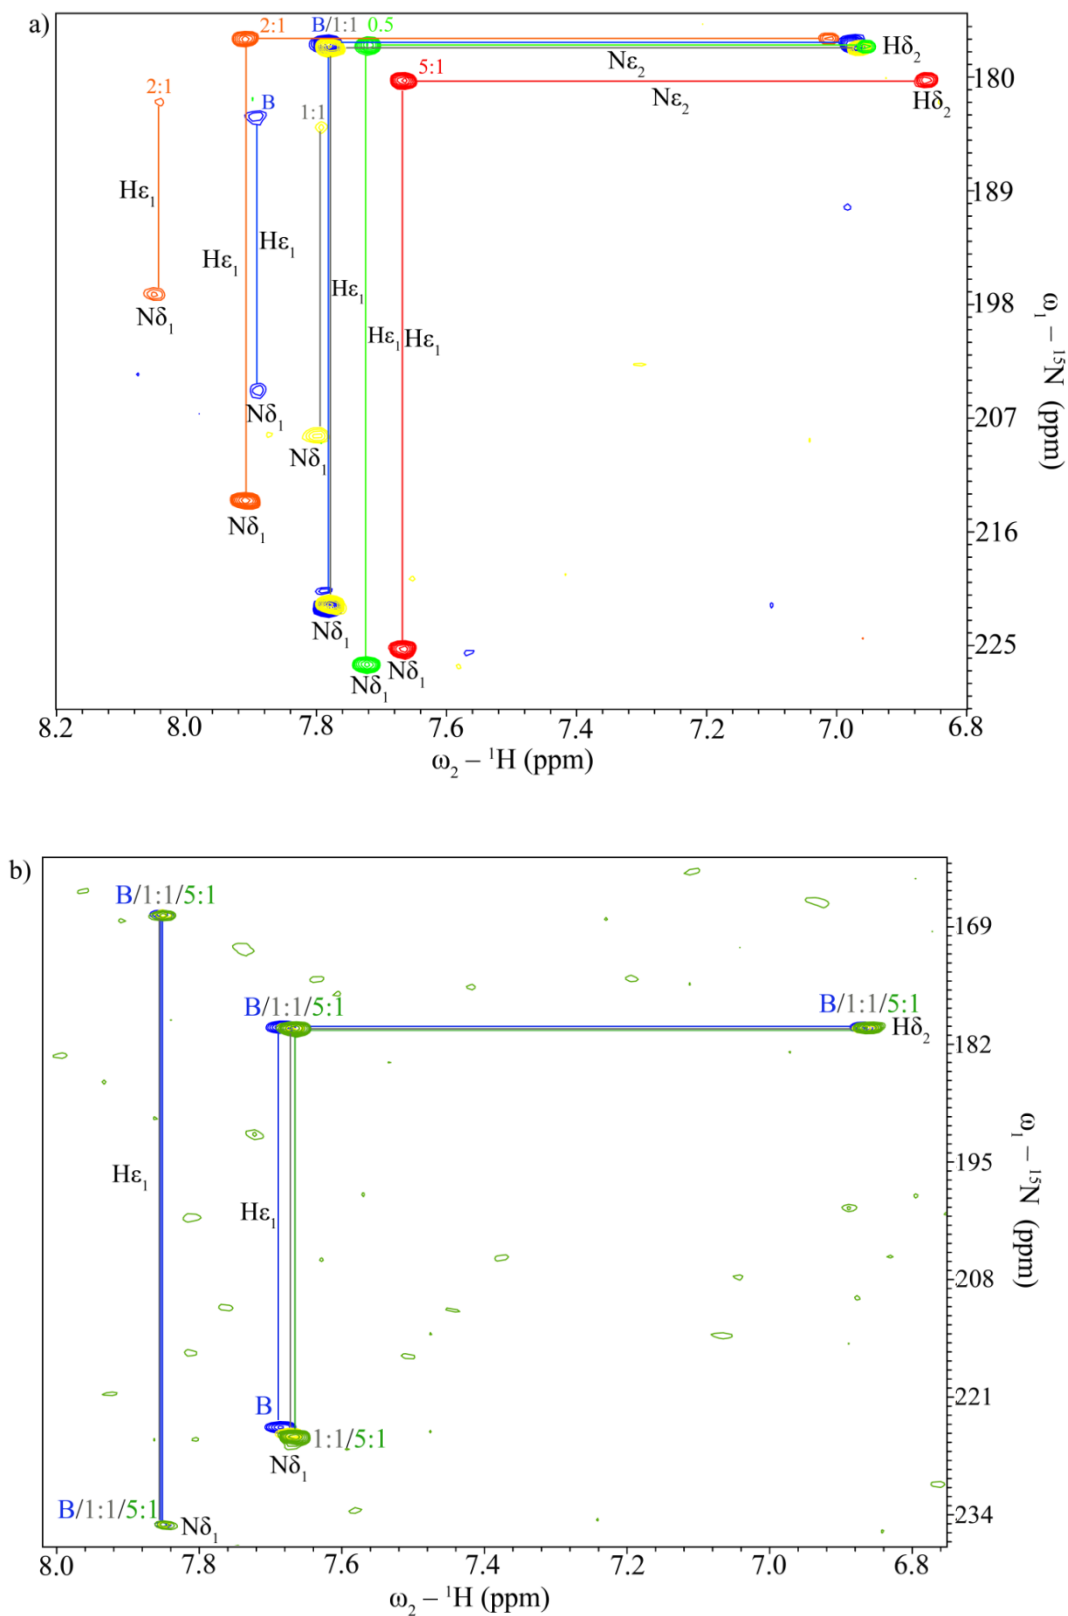 a)
2:1
B/1:1
0.5
Hδ2
Nε2
5:1
Nε2
Hδ2
180
2:1
B
1:1
Hε1
189
Hε1
Hε1
Hε1
198
Nδ1
Hε1
Hε1
ω1 – 15N (ppm)
Nδ1
207
Nδ1
Nδ1
216
Nδ1
225
Nδ1
Nδ1
8.2
8.0
7.8
7.6
7.4
7.2
7.0
6.8
ω2 – 1H (ppm)
b)
B/1:1/5:1
169
B/1:1/5:1
B/1:1/5:1
Hδ2
182
Hε1
195
Hε1
ω1 – 15N (ppm)
208
B
221
1:1/5:1
Nδ1
B/1:1/5:1
Nδ1
234
8.0
7.8
7.6
7.4
7.2
7.0
6.8
ω2 – 1H (ppm)